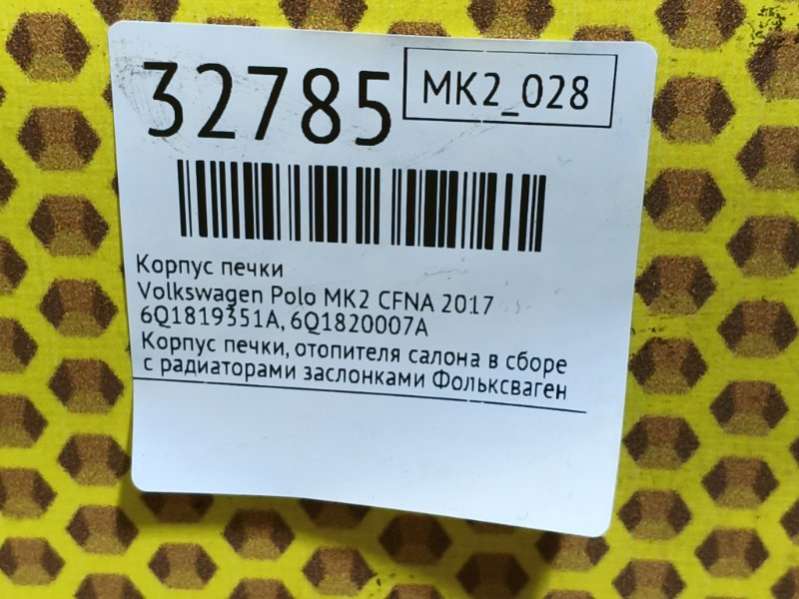 32785
MK2_028
Корпус печки
Volkswagen Polo MK2 CFNA 2017
6Q1819351A, 6Q1820007A
Корпус печки, отопителя салона в сборе
с радиаторами заслонками Фольксваген